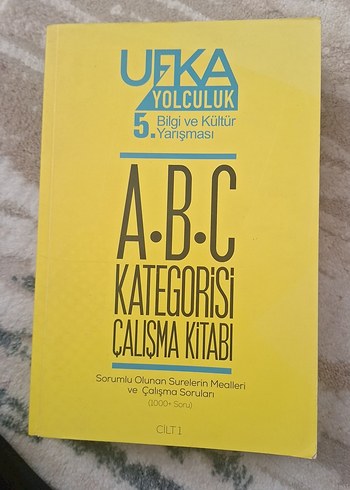 UFKA
YOLCULUK
5. Bilgi ve Kültür
Yarışması
A·B·C
KATEGORİSİ
ÇALIŞMA KİTABI
Sorumlu Olunan Surelerin Mealleri
ve Çalışma Soruları
(1000+ Soru)
CİLT 1